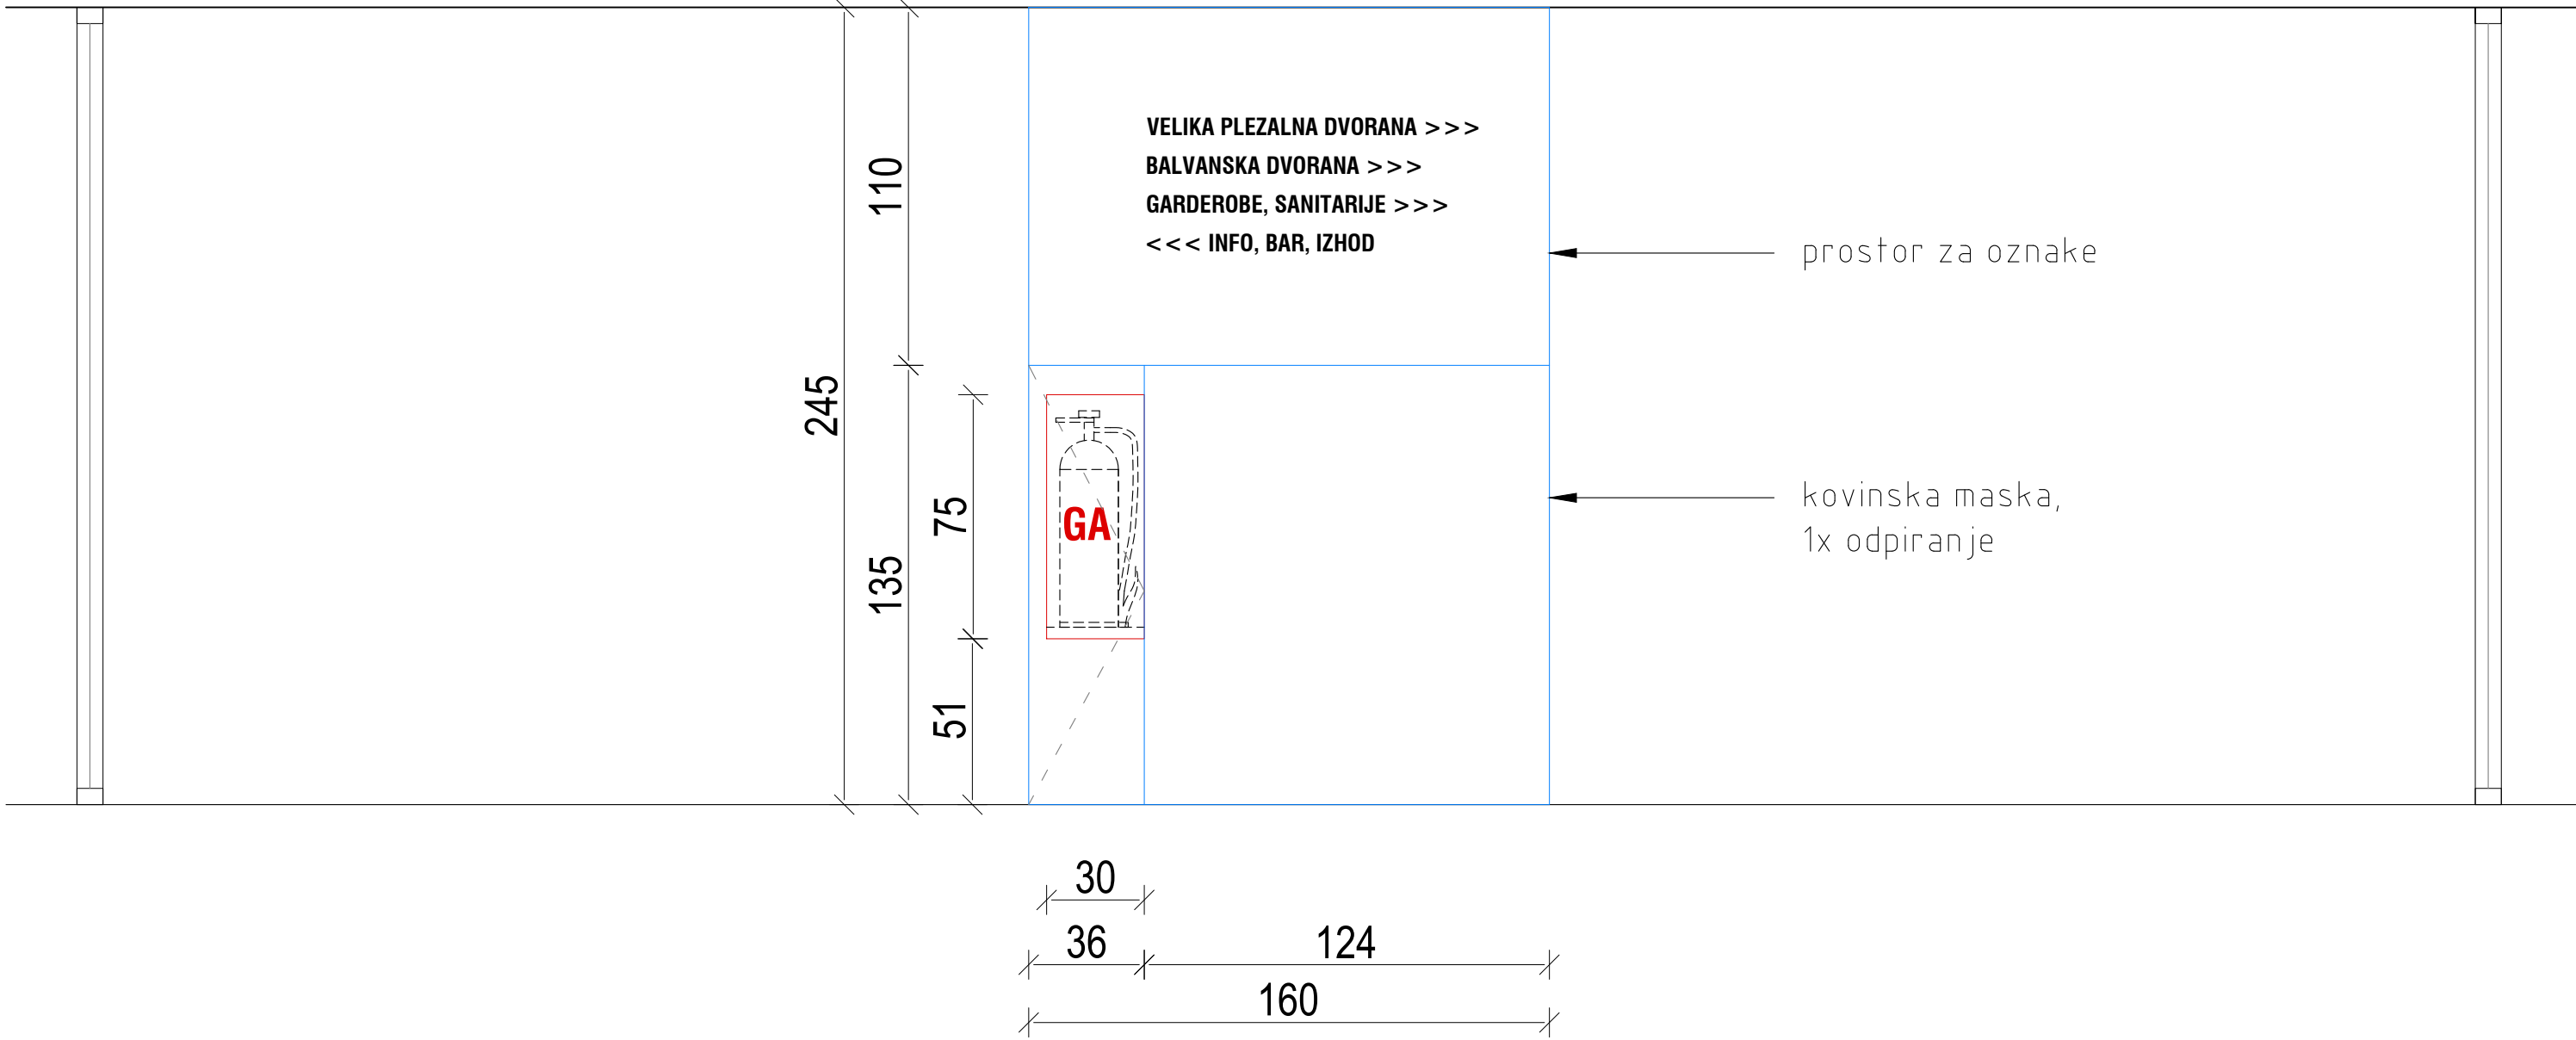 VELIKA PLEZALNA DVORANA >>>
BALVANSKA DVORANA >>>
GARDEROBE, SANITARIJE >>>
<<< INFO, BAR, IZHOD
prostor za oznake
kovinska maska,
1x odpiranje
GA
245
110
135
75
51
30
36
124
160